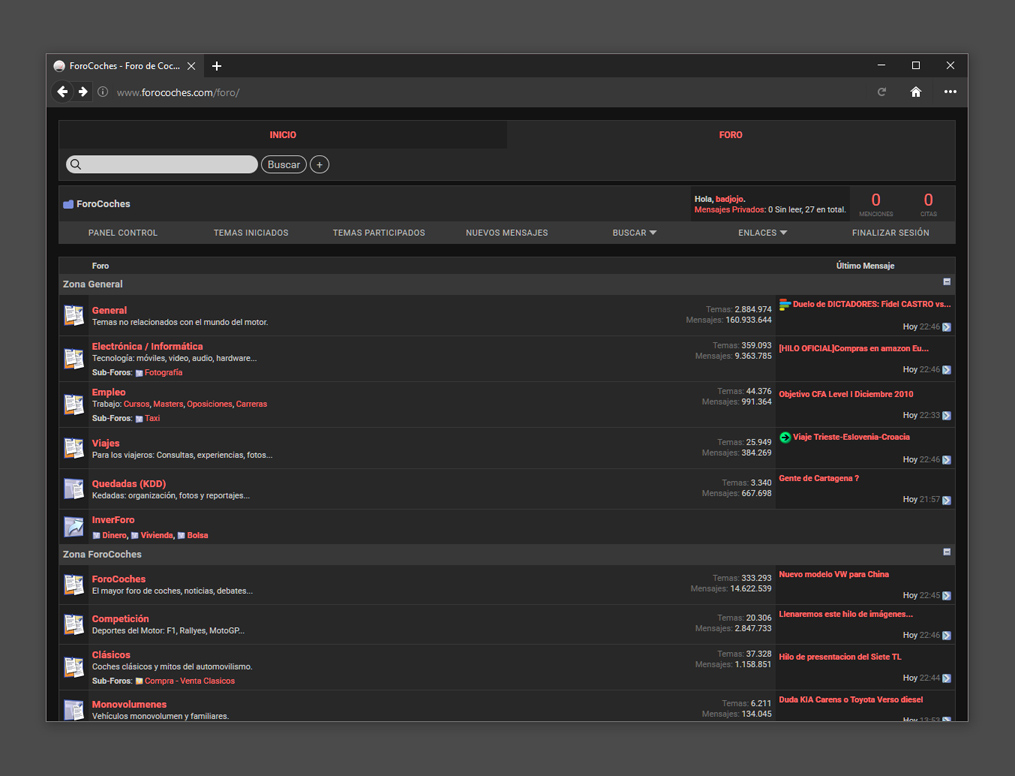 ForoCoches - Foro de Coc...
www.forocoches.com/foro/
INICIO
FORO
Buscar
+
ForoCoches
Hola, badjojo.
Mensajes Privados: 0 Sin leer, 27 en total.
0
MENCIONES
0
CITAS
PANEL CONTROL
TEMAS INICIADOS
TEMAS PARTICIPADOS
NUEVOS MENSAJES
BUSCAR
ENLACES
FINALIZAR SESIÓN
Foro
Último Mensaje
Zona General
General
Temas no relacionados con el mundo del motor.
Temas: 2.884.974
Mensajes: 160.933.644
Duelo de DICTADORES: Fidel CASTRO vs...
Hoy 22:46
Electrónica / Informática
Tecnología: móviles, video, audio, hardware...
Sub-Foros: Fotografía
Temas: 359.093
Mensajes: 9.363.785
[HILO OFICIAL]Compras en amazon Eu...
Hoy 22:46
Empleo
Trabajo: Cursos, Masters, Oposiciones, Carreras
Sub-Foros: Taxi
Temas: 44.376
Mensajes: 991.364
Objetivo CFA Level I Diciembre 2010
Hoy 22:33
Viajes
Para los viajeros: Consultas, experiencias, fotos...
Temas: 25.949
Mensajes: 384.269
Viaje Trieste-Eslovenia-Croacia
Hoy 22:46
Quedadas (KDD)
Kedadas: organización, fotos y reportajes...
Temas: 3.340
Mensajes: 667.698
Gente de Cartagena ?
Hoy 21:57
InverForo
Dinero, Vivienda, Bolsa
Zona ForoCoches
ForoCoches
El mayor foro de coches, noticias, debates...
Temas: 333.293
Mensajes: 14.622.539
Nuevo modelo VW para China
Hoy 22:45
Competición
Deportes del Motor: F1, Rallyes, MotoGP...
Temas: 20.306
Mensajes: 2.847.733
Llenaremos este hilo de imágenes...
Hoy 22:46
Clásicos
Coches clásicos y mitos del automovilismo.
Sub-Foros: Compra - Venta Clasicos
Temas: 37.328
Mensajes: 1.158.851
Hilo de presentacion del Siete TL
Hoy 22:44
Monovolumenes
Vehículos monovolumen y familiares.
Temas: 6.211
Mensajes: 134.045
Duda KIA Carens o Toyota Verso diesel
Hoy